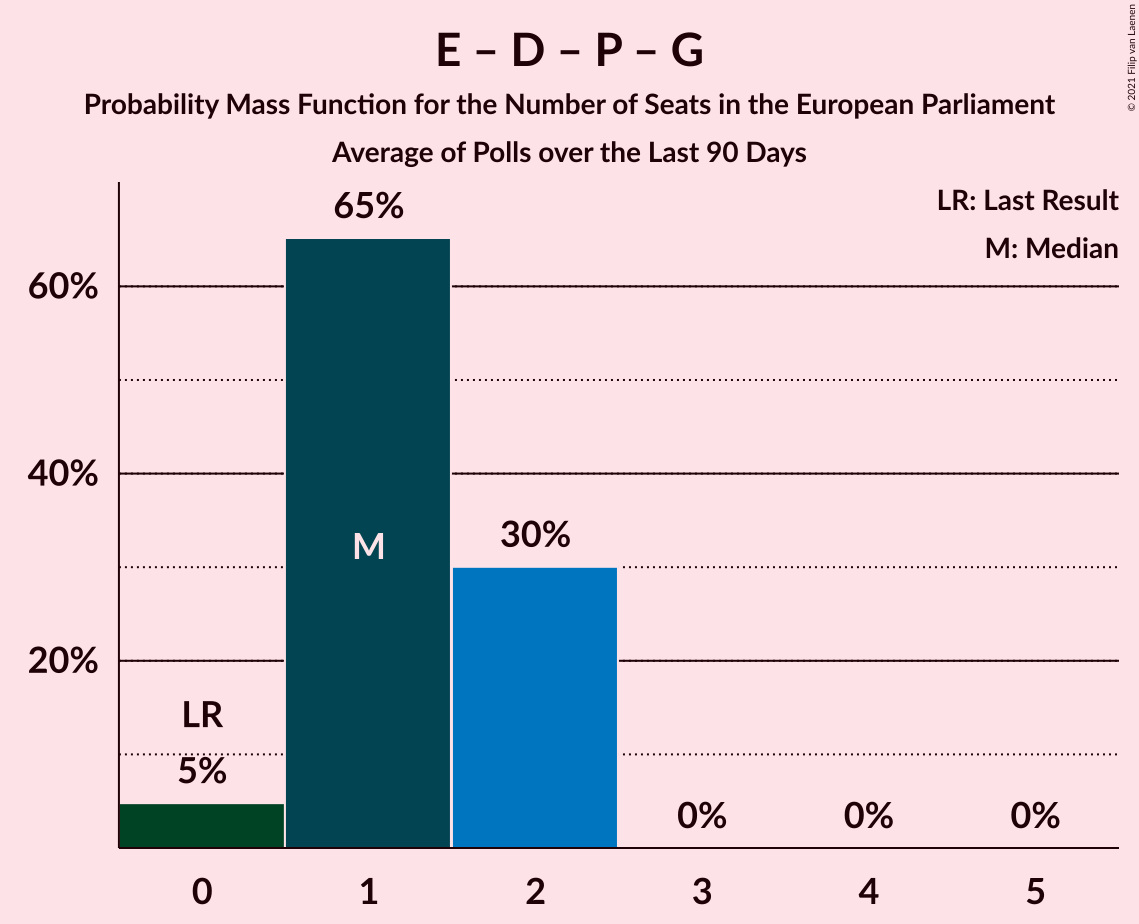 E – D – P – G
Probability Mass Function for the Number of Seats in the European Parliament
Average of Polls over the Last 90 Days
© 2021 Filip van Laenen
LR: Last Result
M: Median
65%
60%
40%
30%
M
20%
LR
5%
0%
0%
0%
0
1
2
3
4
5